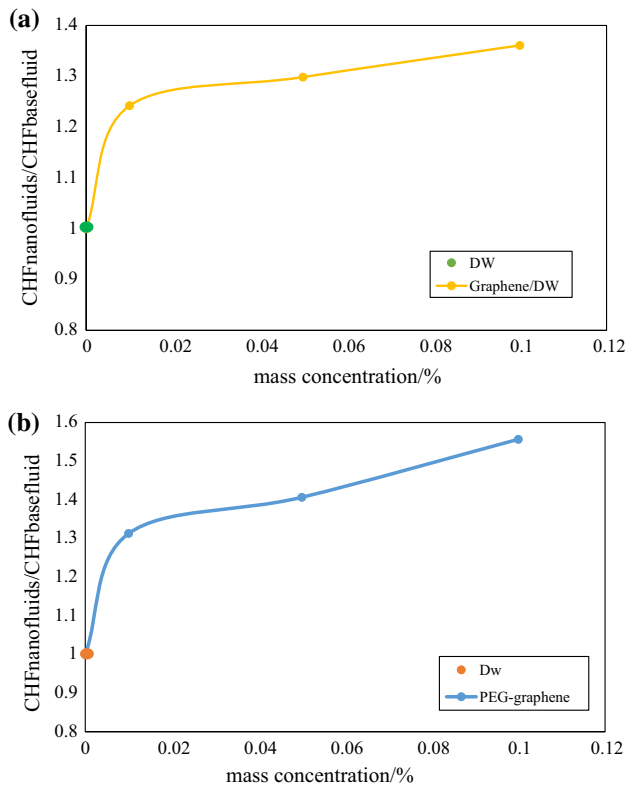 (a)
CHFnanofluids/CHFbasefluid
1.4
1.3
1.2
1.1
1
0.9
0.8
0 0.02 0.04 0.06 0.08 0.1 0.12
mass concentration/%
DW
Graphene/DW
(b)
CHFnanofluids/CHFbasefluid
1.6
1.5
1.4
1.3
1.2
1.1
1
0.9
0.8
0 0.02 0.04 0.06 0.08 0.1 0.12
mass concentration/%
Dw
PEG-graphene